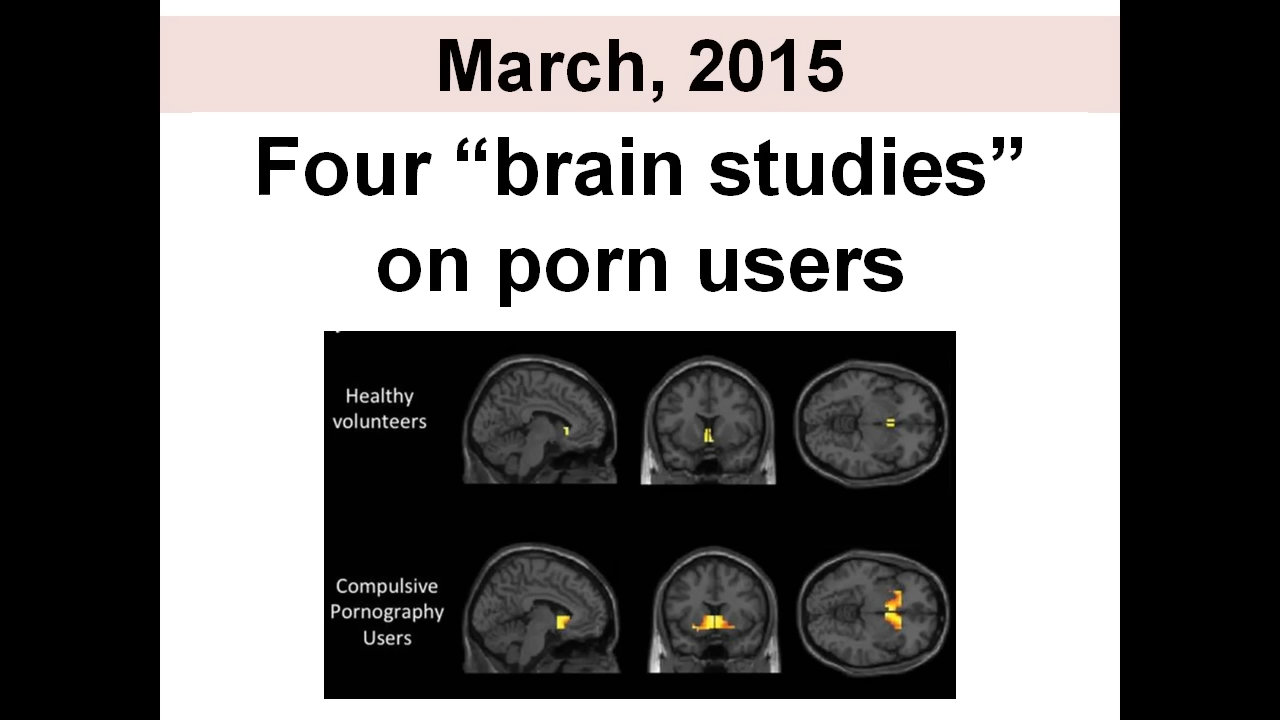 March, 2015
Four “brain studies”
on porn users
Healthy
volunteers
Compulsive
Pornography
Users